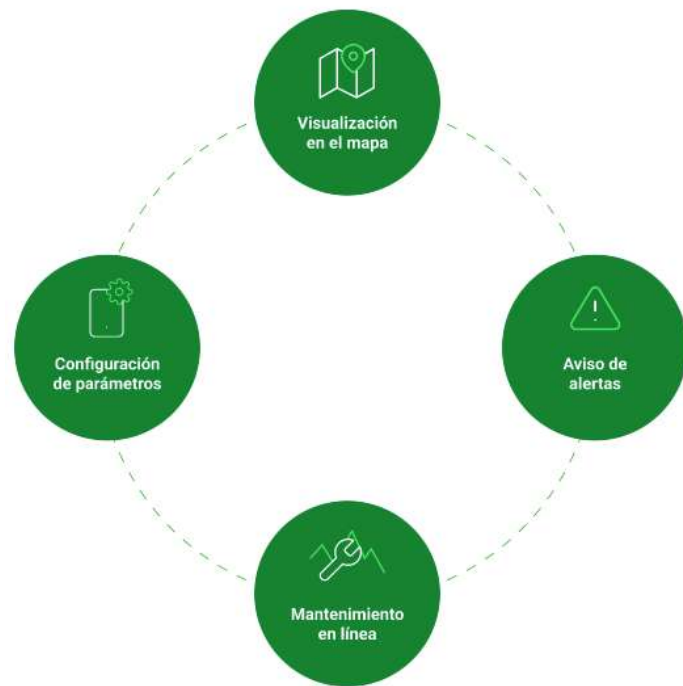 Visualización
en el mapa
Configuración
de parámetros
Aviso de
alertas
Mantenimiento
en línea